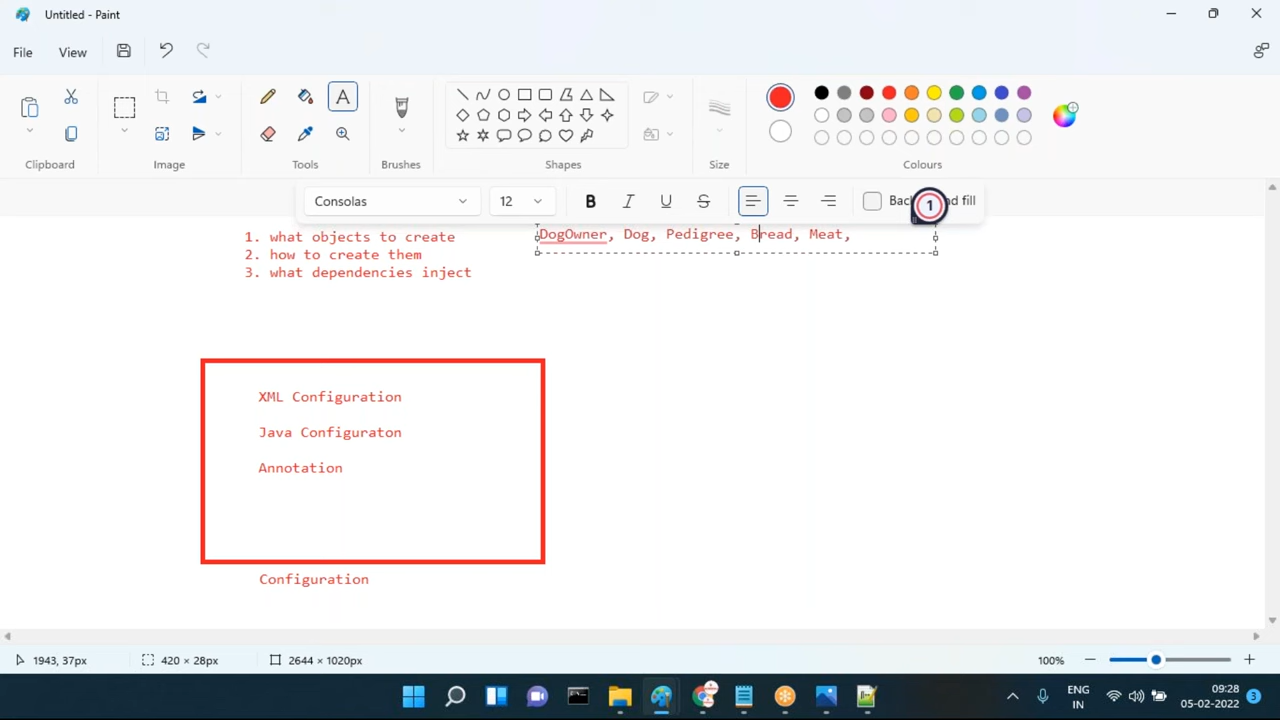 Untitled - Paint
File
View
Clipboard
Image
Tools
Brushes
Shapes
Size
Colours
Consolas
12
B
I
U
1
DogOwner, Dog, Pedigree, Bread, Meat,
1. what objects to create
2. how to create them
3. what dependencies inject
XML Configuration
Java Configuraton
Annotation
Configuration
1943, 37px
420 × 28px
2644 × 1020px
100%
ENG
IN
09:28
05-02-2022
3